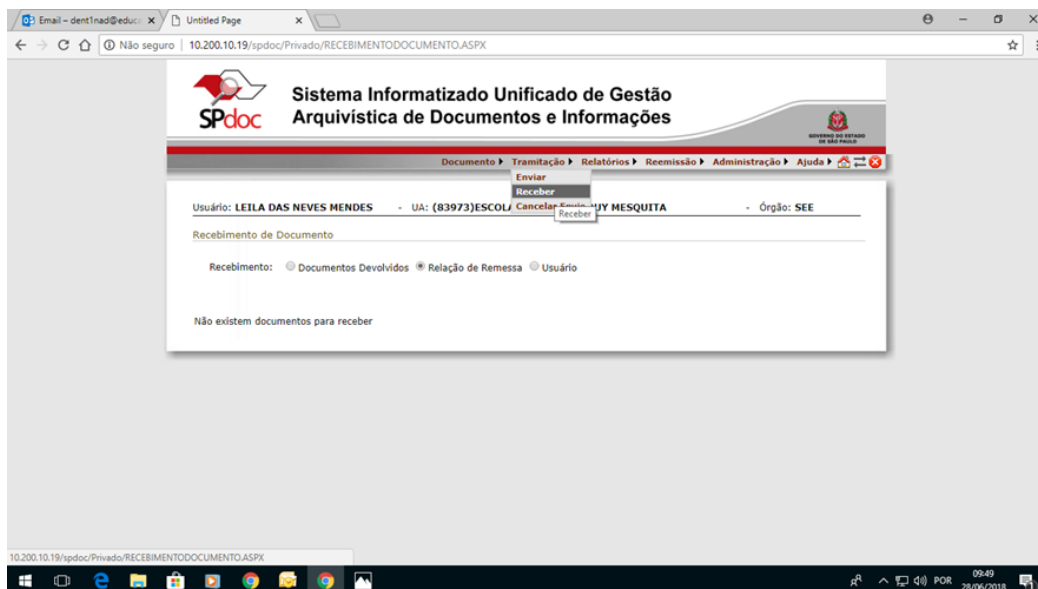 Email – dent1nad@educ
Untitled Page
Não seguro | 10.200.10.19/spdoc/Privado/RECEBIMENTODOCUMENTO.ASPX
SPdoc
Sistema Informatizado Unificado de Gestão
Arquivística de Documentos e Informações
GOVERNO DO ESTADO
DE SÃO PAULO
Documento Tramitação Relatórios Reemissão Administração Ajuda
Enviar
Receber
Cancelar Envio
Receber
Usuário: LEILA DAS NEVES MENDES - UA: (83973)ESCOL UY MESQUITA - Órgão: SEE
Recebimento de Documento
Recebimento: Documentos Devolvidos Relação de Remessa Usuário
Não existem documentos para receber
10.200.10.19/spdoc/Privado/RECEBIMENTODOCUMENTO.ASPX
POR
09:49
28/06/2018